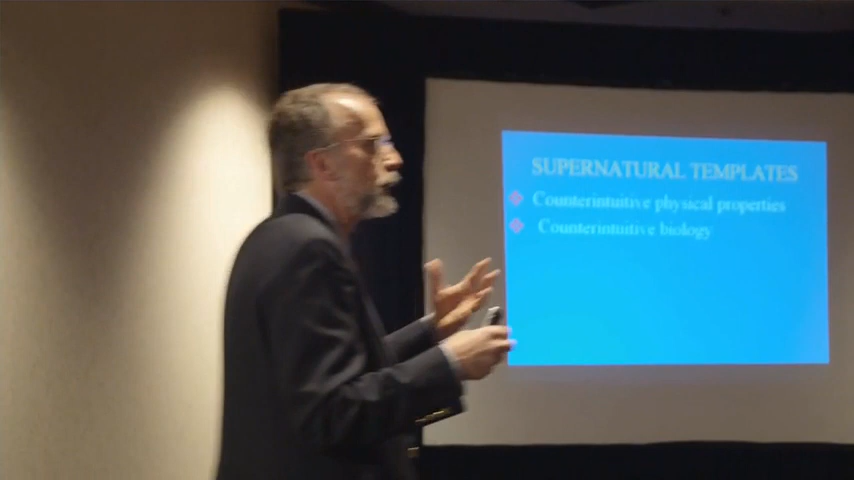 SUPERNATURAL TEMPLATES
Counterintuitive physical properties
Counterintuitive biology